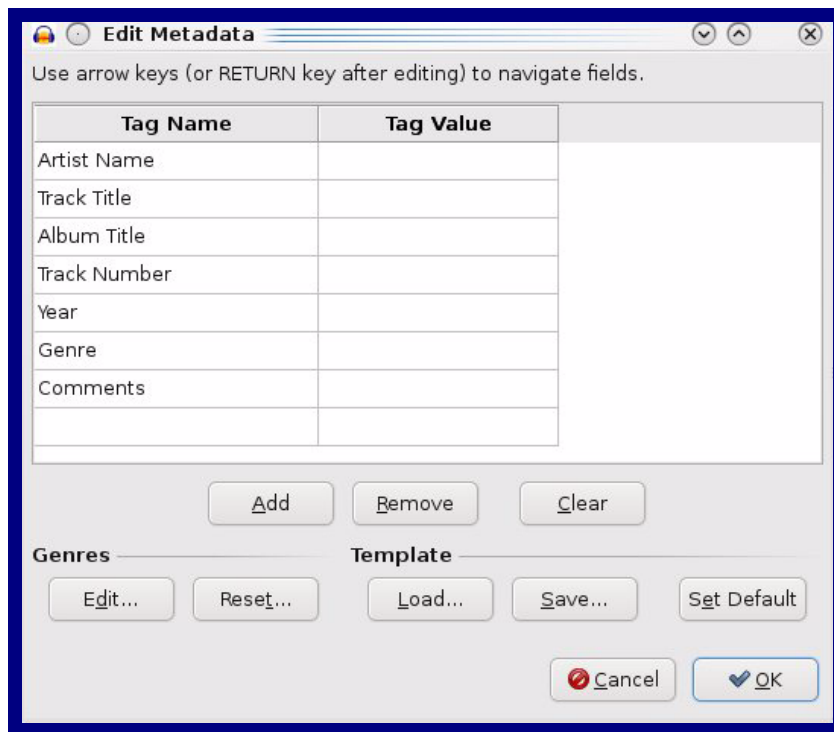 Edit Metadata
Use arrow keys (or RETURN key after editing) to navigate fields.
Tag Name Tag Value
Artist Name
Track Title
Album Title
Track Number
Year
Genre
Comments
Add Remove Clear
Genres Template
Edit... Reset... Load... Save... Set Default
Cancel OK